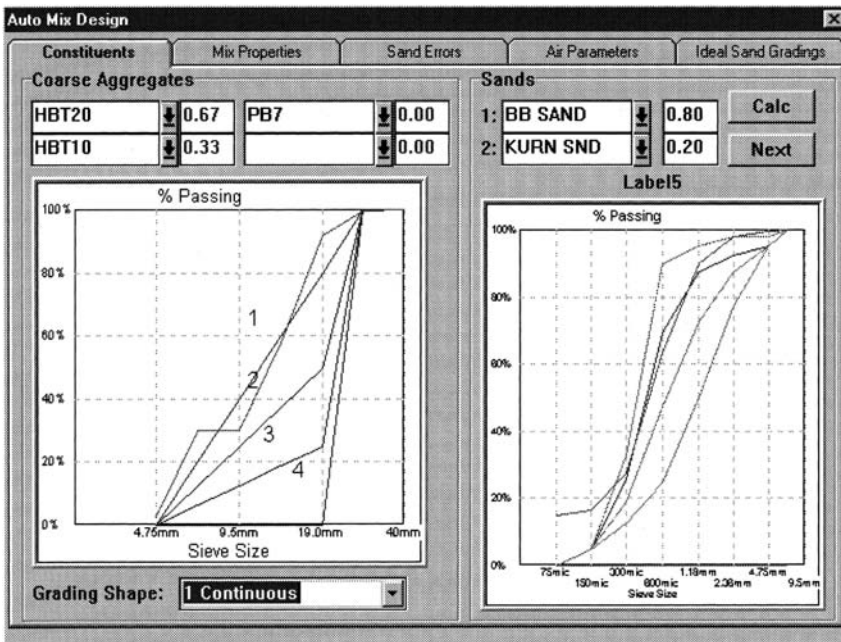 Auto Mix Design
Constituents Mix Properties Sand Errors Air Parameters Ideal Sand Gradings
Coarse Aggregates
HBT20 0.67 PB7 0.00
HBT10 0.33 0.00
% Passing
100%
80%
60%
40%
20%
0%
1
2
3
4
4.75mm 9.5mm 19.0mm 40mm
Sieve Size
Grading Shape: 1 Continuous
Sands
1: BB SAND 0.80 Calc
2: KURN SND 0.20 Next
Label5
% Passing
100%
80%
60%
40%
20%
0%
75mic 300mic 600mic 1.18mm 4.75mm
150mic 2.36mm 9.5mm
Sieve Size